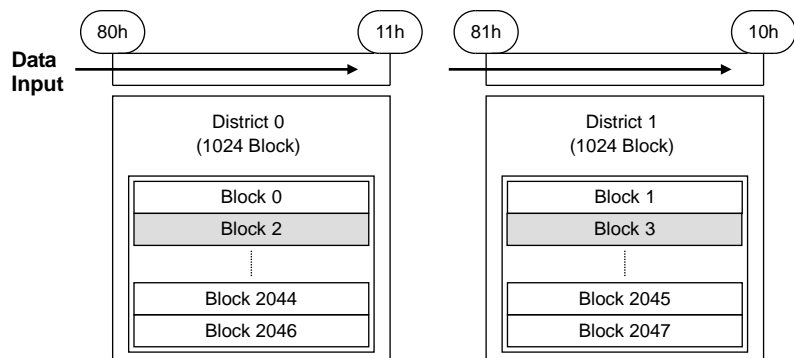 80h
11h
81h
10h
Data
Input
District 0
(1024 Block)
District 1
(1024 Block)
Block 0
Block 2
Block 2044
Block 2046
Block 1
Block 3
Block 2045
Block 2047